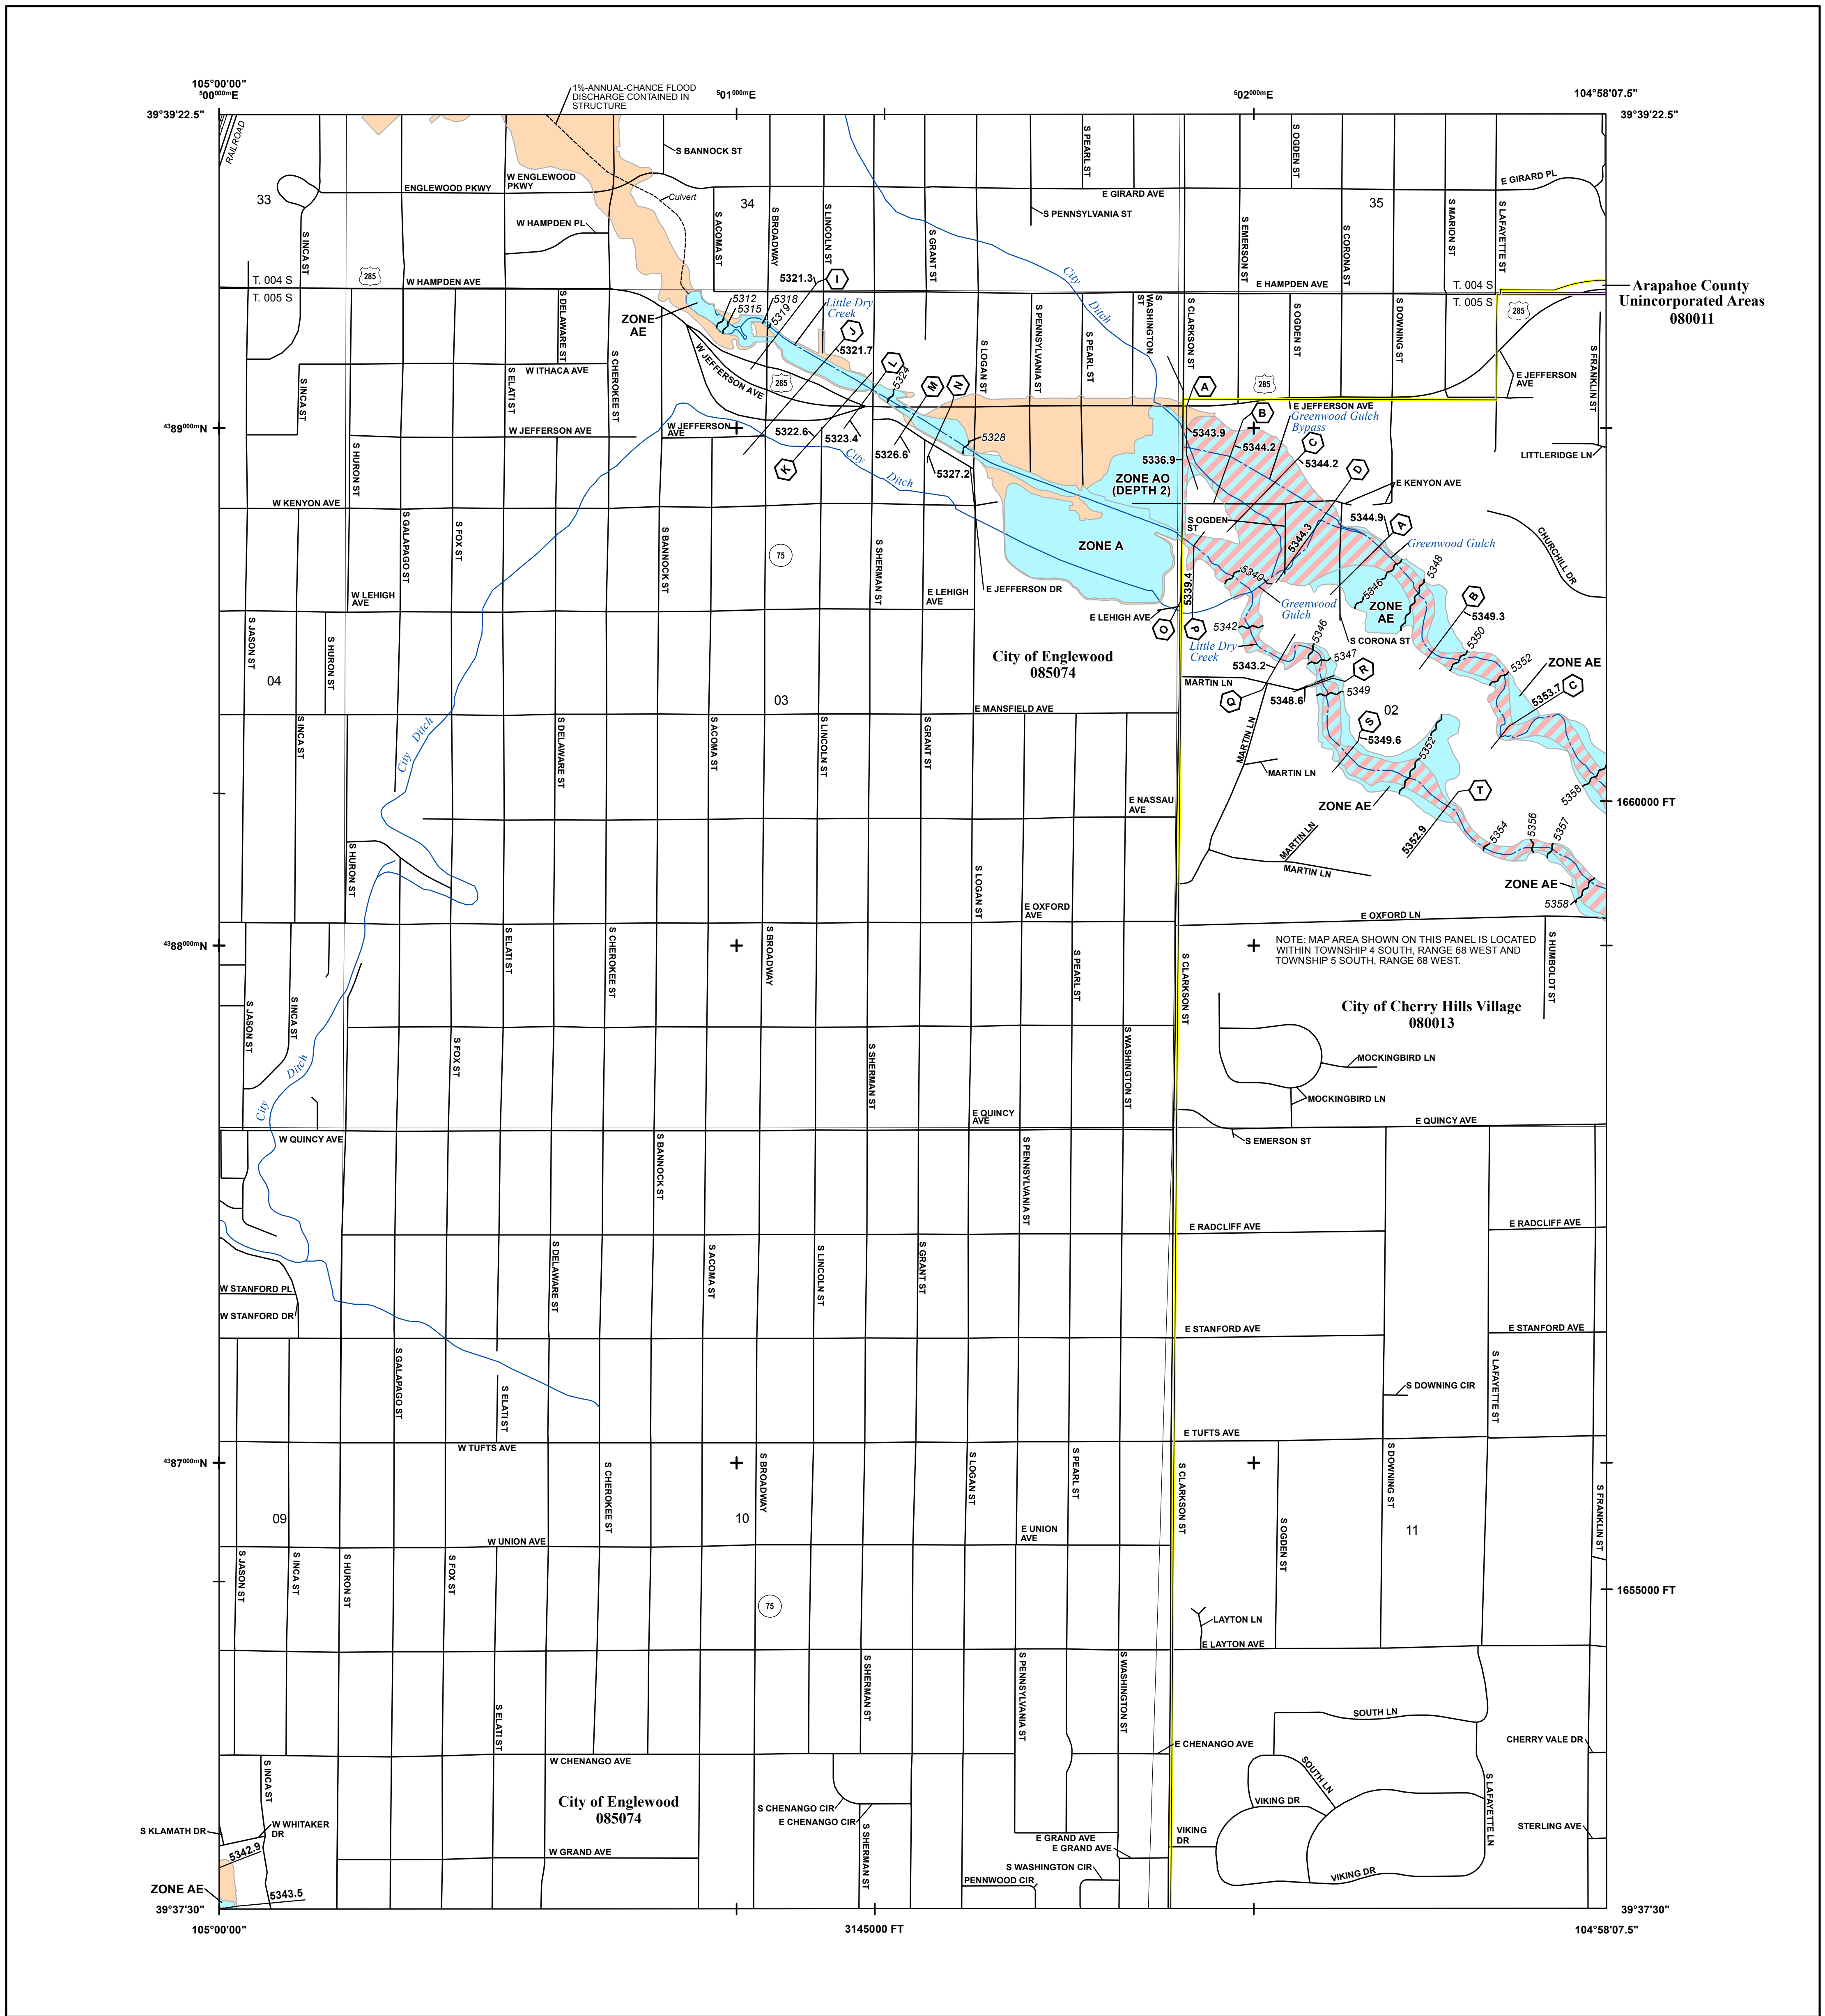 105°00'00"
500000mE
501000mE
502000mE
104°58'07.5"
39°39'22.5"
39°39'22.5"
1%-ANNUAL-CHANCE FLOOD
DISCHARGE CONTAINED IN
STRUCTURE
RAILROAD
S BANNOCK ST
S PEARL ST
S OGDEN ST
W ENGLEWOOD
PKWY
ENGLEWOOD PKWY
E GIRARD PL
E GIRARD AVE
33
34
35
Culvert
W HAMPDEN PL
S INCA ST
S ACOMA ST
S BROADWAY
S LINCOLN ST
S GRANT ST
S PENNSYLVANIA ST
S EMERSON ST
S CORONA ST
S MARION ST
S LAFAYETTE ST
City
Ditch
T. 004 S
T. 005 S
285
W HAMPDEN AVE
E HAMPDEN AVE
T. 004 S
T. 005 S
285
Arapahoe County
Unincorporated Areas
080011
5321.3
I
5312
5315
5318
5319
Little Dry
Creek
J
5321.7
ZONE
AE
S DELAWARE ST
S CHEROKEE ST
W JEFFERSON AVE
285
L
5324
M
N
S LOGAN ST
S PENNSYLVANIA ST
S PEARL ST
S
WASHINGTON
ST
S CLARKSON ST
S OGDEN ST
S DOWNING ST
S FRANKLIN ST
E JEFFERSON
AVE
W ITHACA AVE
S INCA ST
S ELATI ST
285
A
B
E JEFFERSON AVE
Greenwood Gulch
Bypass
C
D
5343.9
5344.2
5344.2
W JEFFERSON AVE
W JEFFERSON
AVE
5322.6
5323.4
5326.6
5327.2
5328
K
City
Ditch
5336.9
ZONE AO
(DEPTH 2)
LITTLERIDGE LN
4389000mN
S HURON ST
W KENYON AVE
E KENYON AVE
S GALAPAGO ST
S FOX ST
S BANNOCK ST
75
S SHERMAN ST
ZONE A
S OGDEN
ST
5344.3
5344.9
A
Greenwood Gulch
CHURCHILL DR
5340
5346
5348
ZONE
AE
B
5349.3
W LEHIGH
AVE
E LEHIGH
AVE
E JEFFERSON DR
E LEHIGH AVE
O
P
5339.4
Greenwood
Gulch
5342
Little Dry
Creek
5343.2
5346
5347
S CORONA ST
5350
5352
ZONE AE
5353.7
C
S JASON ST
S HURON ST
City of Englewood
085074
04
03
02
MARTIN LN
Q
5348.6
R
5349
S
5349.6
E MANSFIELD AVE
S INCA ST
City
Ditch
S DELAWARE ST
S ACOMA ST
S LINCOLN ST
S GRANT ST
MARTIN LN
MARTIN LN
5352
5358
E NASSAU
AVE
ZONE AE
T
5352.9
1660000 FT
5354
5356
5357
MARTIN LN
MARTIN LN
S HURON ST
S LOGAN ST
ZONE AE
5358
E OXFORD
AVE
E OXFORD LN
S ELATI ST
S CHEROKEE ST
S BROADWAY
S PEARL ST
S CLARKSON ST
S HUMBOLDT ST
4388000mN
NOTE: MAP AREA SHOWN ON THIS PANEL IS LOCATED
WITHIN TOWNSHIP 4 SOUTH, RANGE 68 WEST AND
TOWNSHIP 5 SOUTH, RANGE 68 WEST.
S JASON ST
S INCA ST
City of Cherry Hills Village
080013
S FOX ST
S SHERMAN ST
S WASHINGTON ST
MOCKINGBIRD LN
MOCKINGBIRD LN
City
Ditch
E QUINCY
AVE
E QUINCY AVE
W QUINCY AVE
S EMERSON ST
S BANNOCK ST
S PENNSYLVANIA ST
E RADCLIFF AVE
E RADCLIFF AVE
S DELAWARE ST
S ACOMA ST
S LINCOLN ST
S GRANT ST
W STANFORD PL
W STANFORD DR
E STANFORD AVE
E STANFORD AVE
S GALAPAGO ST
S ELATI ST
S LAFAYETTE ST
S DOWNING CIR
W TUFTS AVE
E TUFTS AVE
4387000mN
S CHEROKEE ST
S BROADWAY
S LOGAN ST
S PEARL ST
S CLARKSON ST
S DOWNING ST
S FRANKLIN ST
09
10
11
W UNION AVE
E UNION
AVE
S OGDEN ST
S JASON ST
S INCA ST
S HURON ST
S FOX ST
75
1655000 FT
LAYTON LN
E LAYTON AVE
S ELATI ST
S SHERMAN ST
S PENNSYLVANIA ST
S WASHINGTON ST
SOUTH LN
E CHENANGO AVE
CHERRY VALE DR
W CHENANGO AVE
S INCA ST
SOUTH LN
S LAFAYETTE LN
City of Englewood
085074
S CHENANGO CIR
E CHENANGO CIR
VIKING DR
S KLAMATH DR
W WHITAKER
DR
S SHERMAN ST
E GRAND AVE
E GRAND AVE
VIKING
DR
STERLING AVE
5342.9
W GRAND AVE
S WASHINGTON CIR
PENNWOOD CIR
VIKING DR
ZONE AE
5343.5
39°37'30"
39°37'30"
105°00'00"
3145000 FT
104°58'07.5"